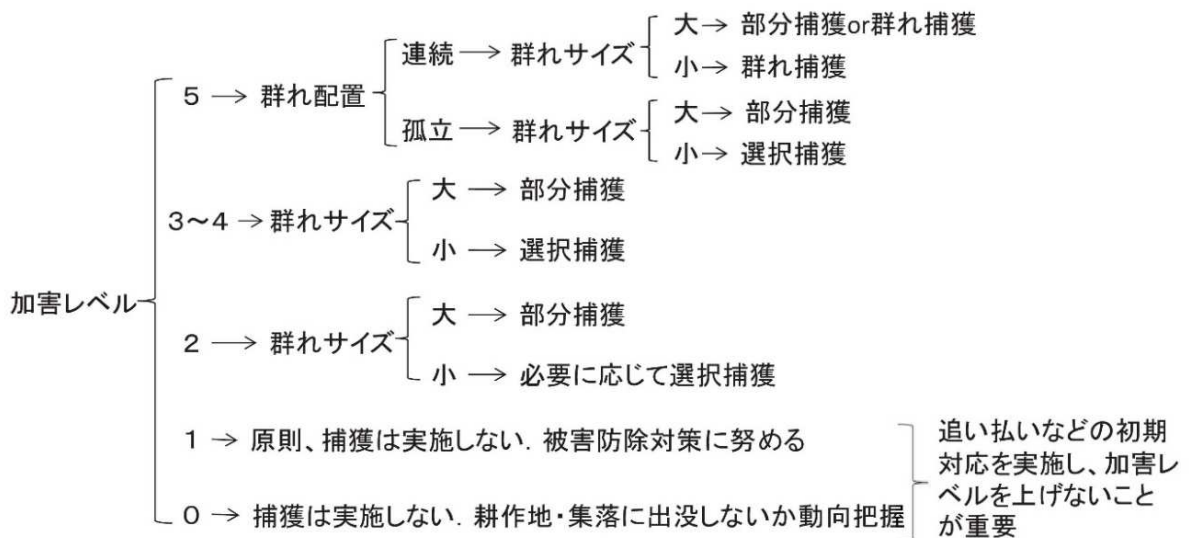 加害レベル
5 → 群れ配置
連続 → 群れサイズ
大→ 部分捕獲or群れ捕獲
小→ 群れ捕獲
孤立 → 群れサイズ
大→ 部分捕獲
小→ 選択捕獲
3～4 → 群れサイズ
大 → 部分捕獲
小 → 選択捕獲
2 → 群れサイズ
大 → 部分捕獲
小 → 必要に応じて選択捕獲
1 → 原則、捕獲は実施しない. 被害防除対策に努める
0 → 捕獲は実施しない. 耕作地・集落に出没しないか動向把握
追い払いなどの初期
対応を実施し、加害レ
ベルを上げないこと
が重要